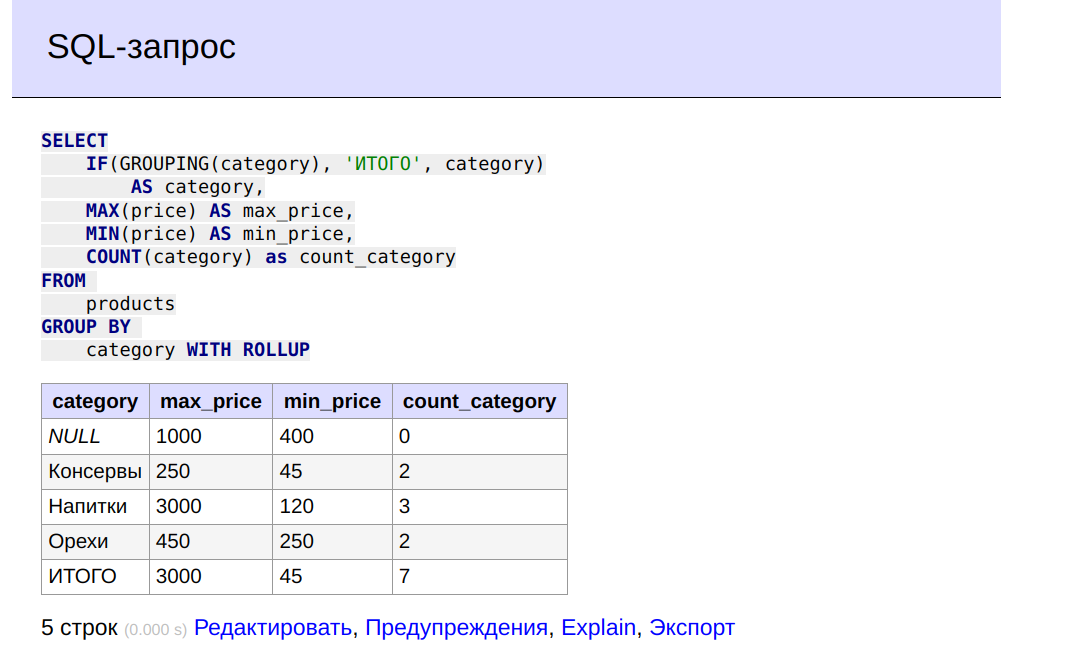 SQL-запрос
SELECT
    IF(GROUPING(category), 'ИТОГО', category)
        AS category,
    MAX(price) AS max_price,
    MIN(price) AS min_price,
    COUNT(category) as count_category
FROM
    products
GROUP BY
    category WITH ROLLUP
category max_price min_price count_category
NULL 1000 400 0
Консервы 250 45 2
Напитки 3000 120 3
Орехи 450 250 2
ИТОГО 3000 45 7
5 строк (0.000 s) Редактировать, Предупреждения, Explain, Экспорт